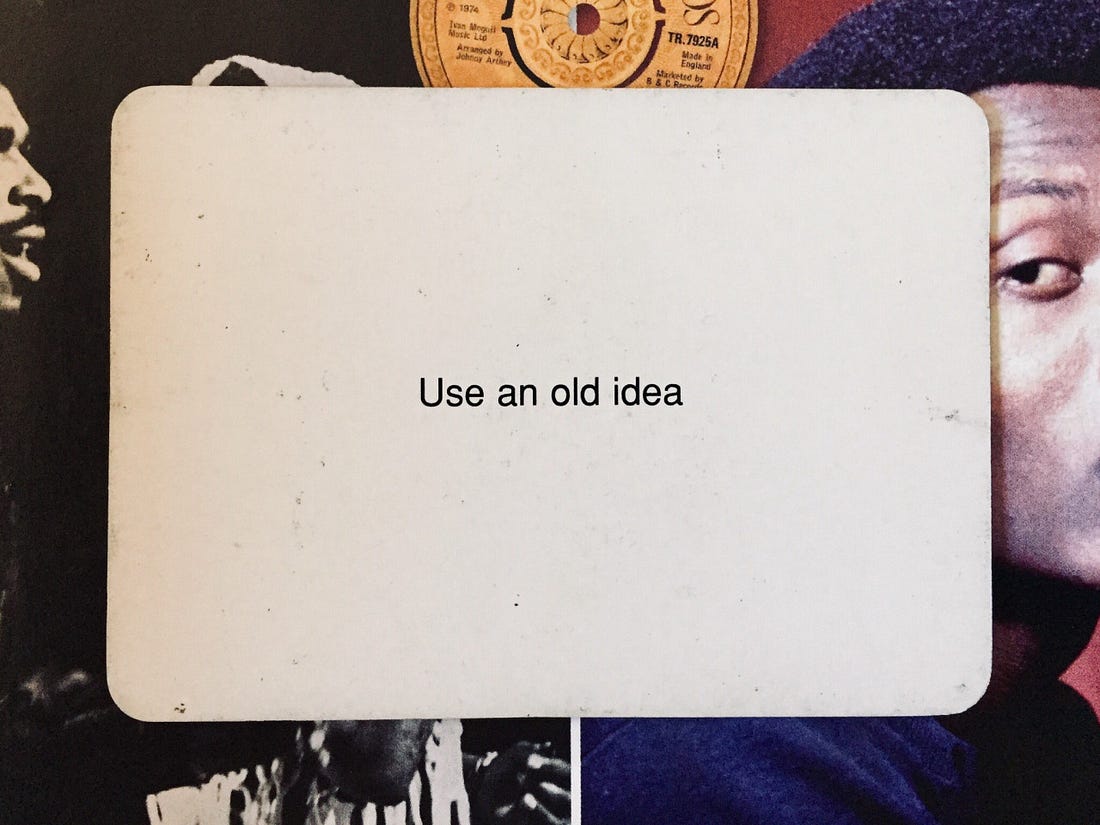 ℗ 1974
Ivan Mogull
Music Ltd
Arranged by
Johnny Arthey
TR.7925A
Made in
England
Marketed by
B & C Records
Use an old idea